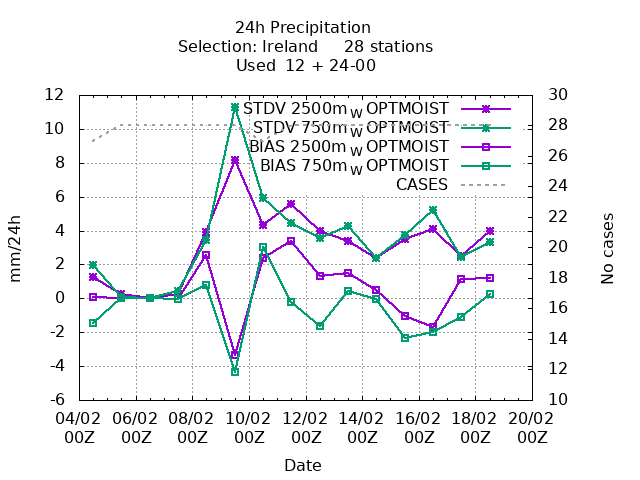 24h Precipitation
Selection: Ireland 28 stations
Used 12 + 24-00
STDV 2500m W OPTMOIST
STDV 750m W OPTMOIST
BIAS 2500m W OPTMOIST
BIAS 750m W OPTMOIST
CASES
mm/24h
12
10
8
6
4
2
0
-2
-4
-6
No cases
30
28
26
24
22
20
18
16
14
12
10
04/02 06/02 08/02 10/02 12/02 14/02 16/02 18/02 20/02
00Z 00Z 00Z 00Z 00Z 00Z 00Z 00Z 00Z
Date